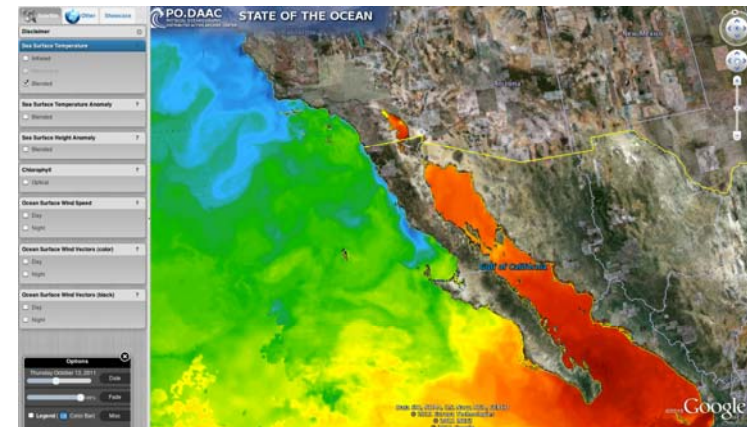 Other
Showcase
PO.DAAC
STATE OF THE OCEAN
Disclaimer
Sea Surface Temperature
Infrared
Blended
Sea Surface Temperature Anomaly ?
Blended
Sea Surface Height Anomaly ?
Blended
Chlorophyll ?
Optical
Ocean Surface Wind Speed ?
Day
Night
Ocean Surface Wind Vectors (color) ?
Day
Night
Ocean Surface Wind Vectors (black) ?
Day
Night
Options
Thursday October 13, 2011
Date
Fade
Legend
Color Bar
Misc
New Mexico
Arizona
Gulf of California
Google